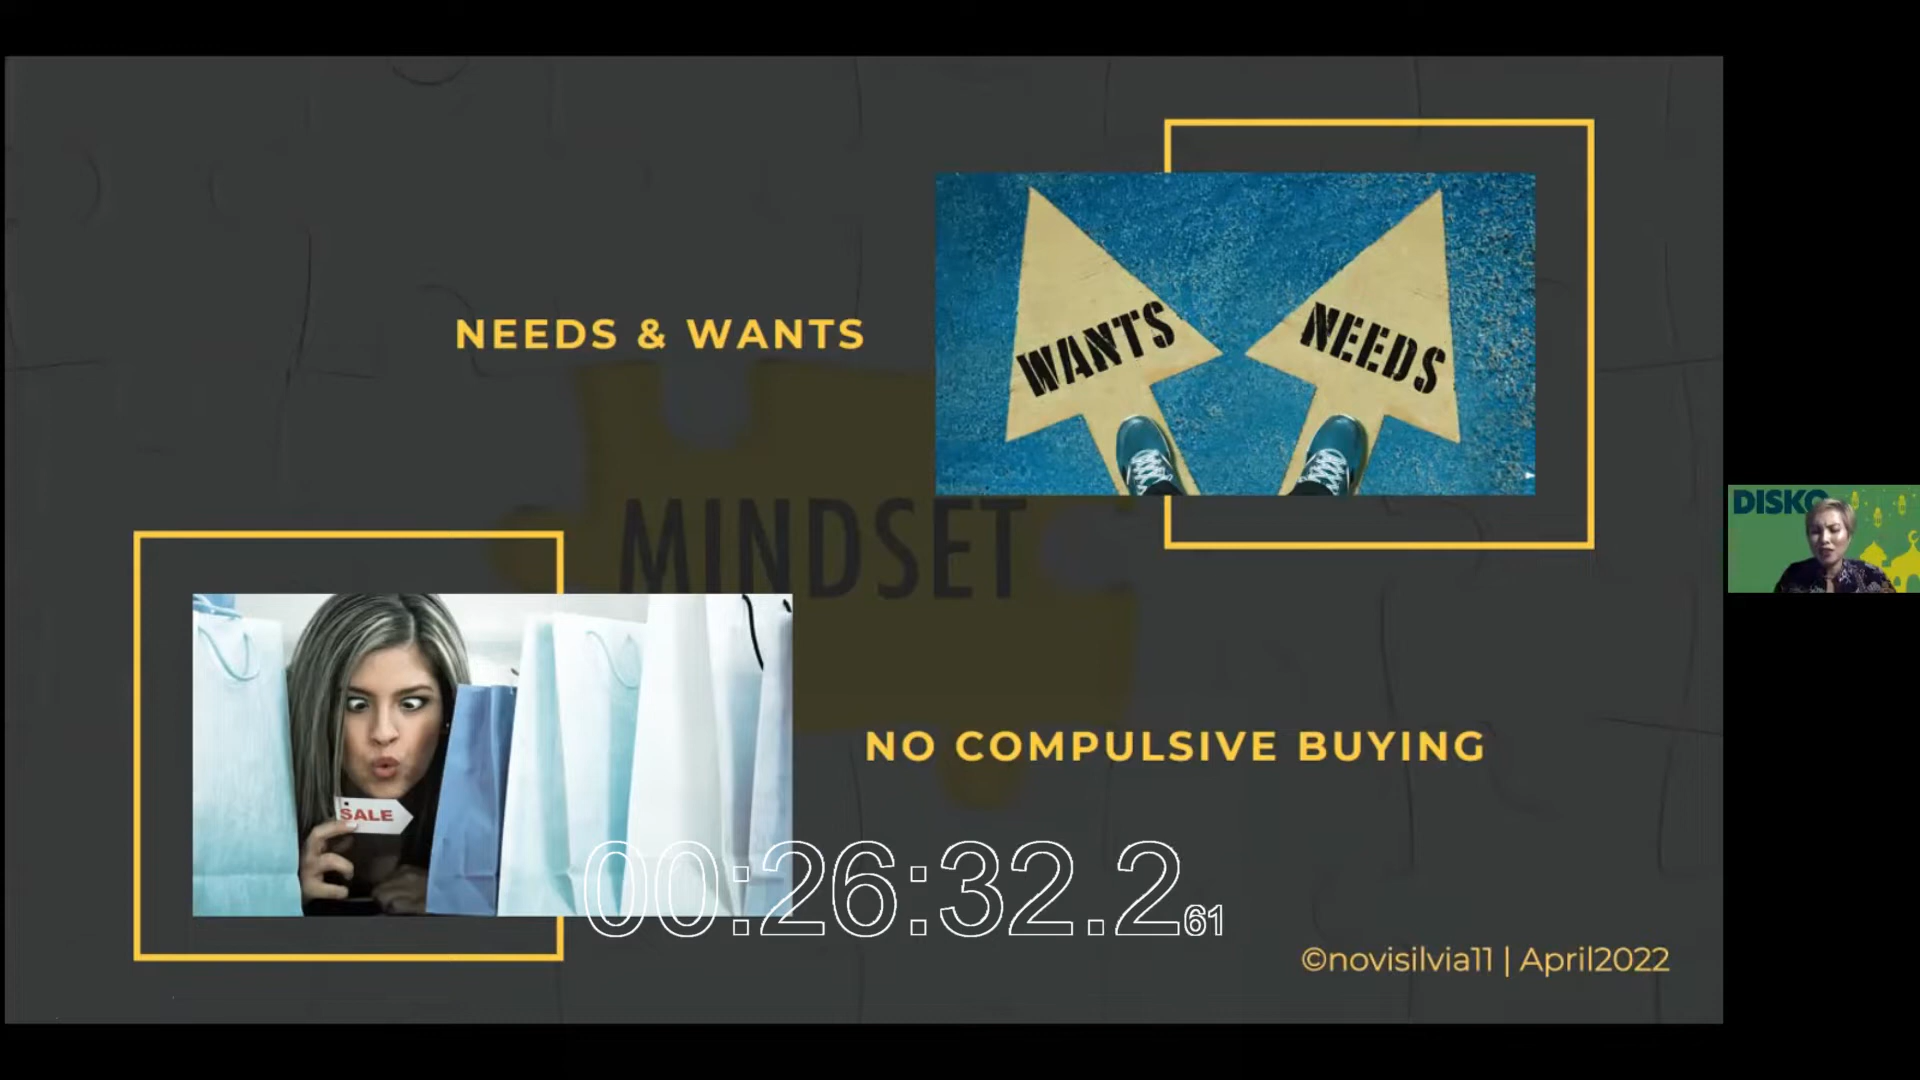 NEEDS & WANTS
WANTS
NEEDS
MINDSET
DISKO
SALE
NO COMPULSIVE BUYING
00:26:32.261
©novisilvia11 | April2022